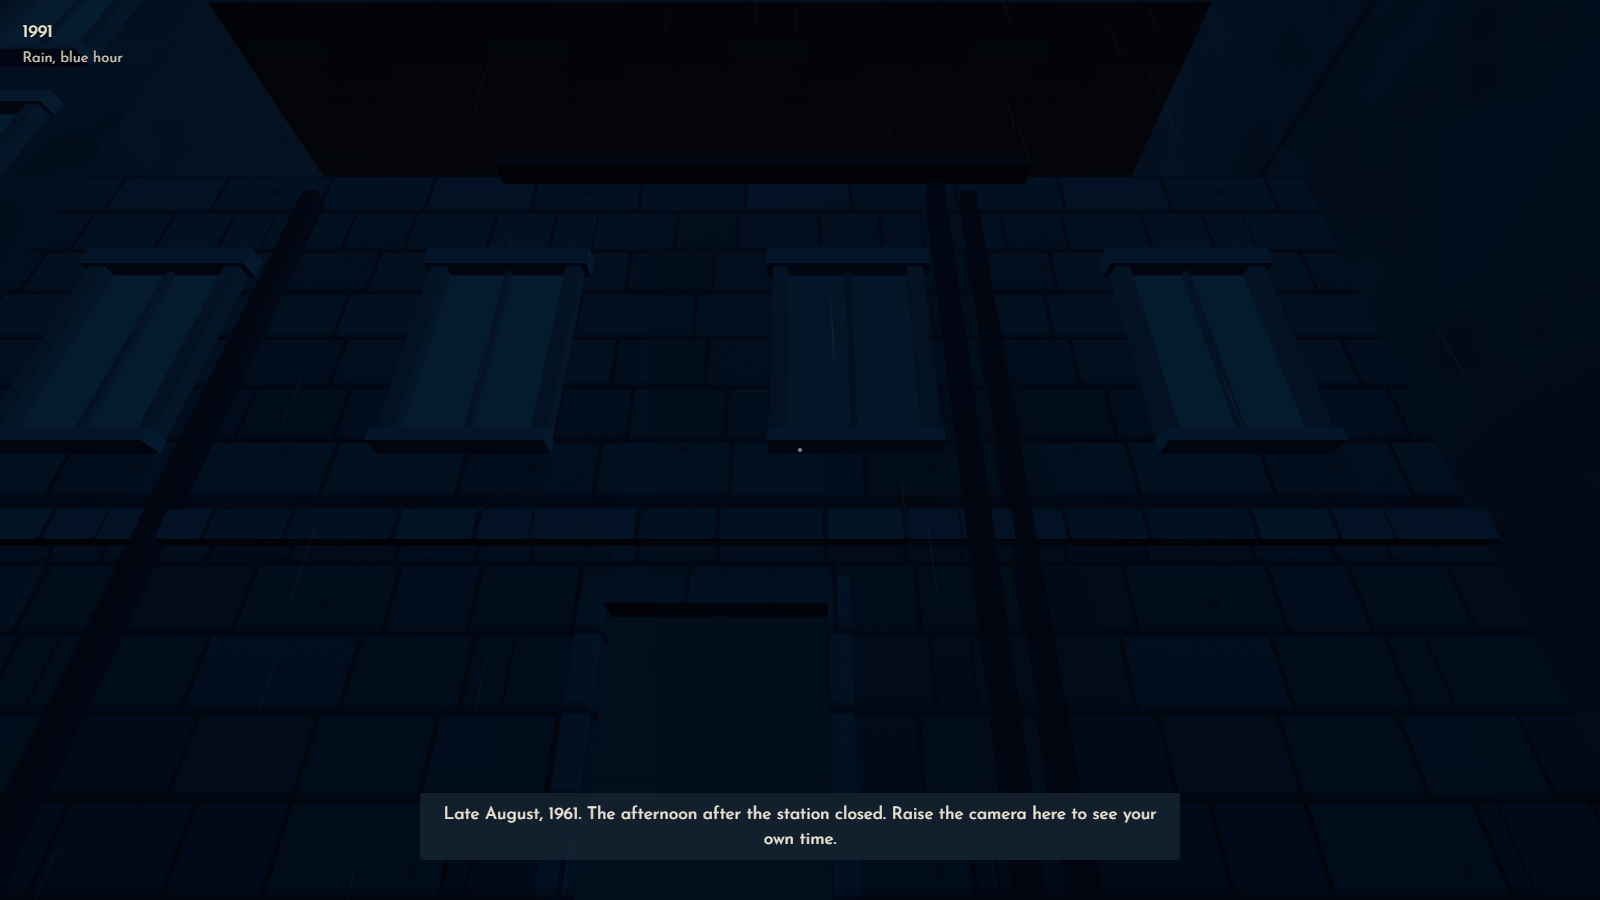 1991
Rain, blue hour
Late August, 1961. The afternoon after the station closed. Raise the camera here to see your
own time.